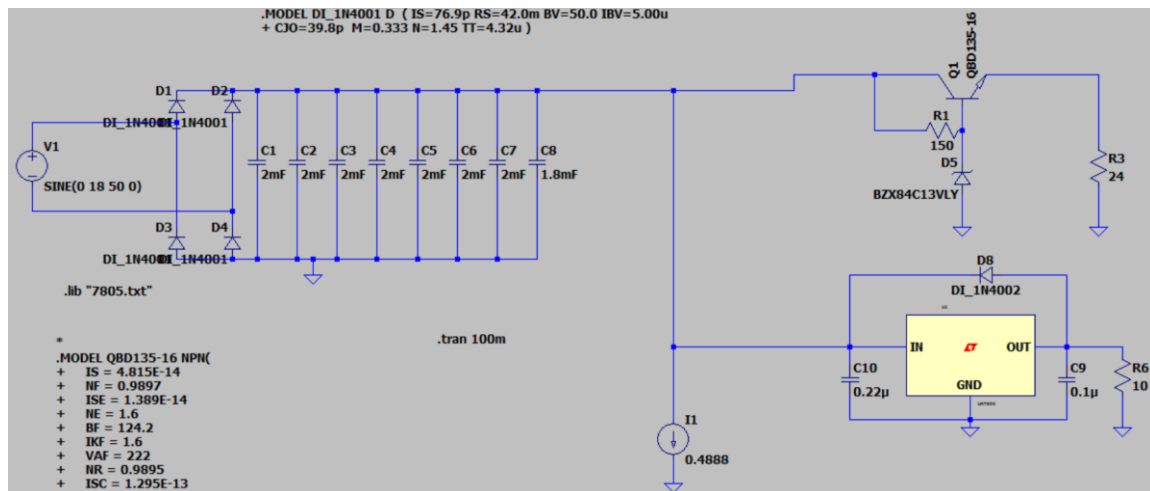 .MODEL DI_1N4001 D ( IS=76.9p RS=42.0m BV=50.0 IBV=5.00u
+ CJO=39.8p M=0.333 N=1.45 TT=4.32u )
QBD135-16
Q1
D1
D2
DI_1N4001
DI_1N4001
R1
150
V1
SINE(0 18 50 0)
C1
2mF
C2
2mF
C3
2mF
C4
2mF
C5
2mF
C6
2mF
C7
2mF
C8
1.8mF
D5
BZX84C13VLY
R3
24
D3
D4
DI_1N4001
DI_1N4001
D8
DI_1N4002
.lib "7805.txt"
IN
OUT
GND
C10
0.22µ
C9
0.1µ
R6
10
.tran 100m
I1
0.4888
*
.MODEL QBD135-16 NPN(
+ IS = 4.815E-14
+ NF = 0.9897
+ ISE = 1.389E-14
+ NE = 1.6
+ BF = 124.2
+ IKF = 1.6
+ VAF = 222
+ NR = 0.9895
+ ISC = 1.295E-13